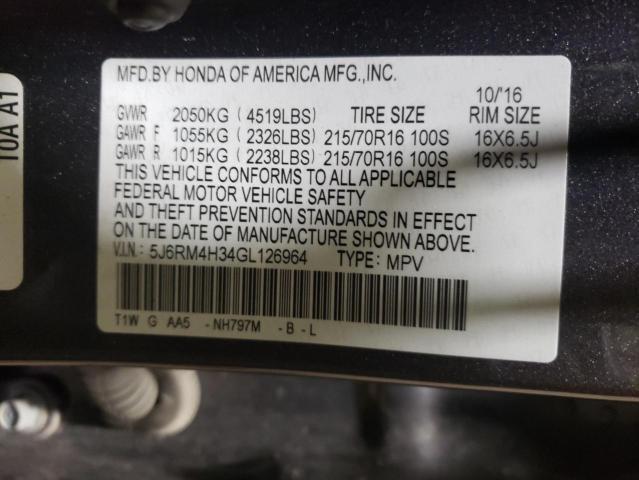 MFD.BY HONDA OF AMERICA MFG.,INC.
10/'16
GVWR 2050KG (4519LBS) TIRE SIZE RIM SIZE
GAWR F 1055KG (2326LBS) 215/70R16 100S 16X6.5J
GAWR R 1015KG (2238LBS) 215/70R16 100S 16X6.5J
THIS VEHICLE CONFORMS TO ALL APPLICABLE
FEDERAL MOTOR VEHICLE SAFETY
AND THEFT PREVENTION STANDARDS IN EFFECT
ON THE DATE OF MANUFACTURE SHOWN ABOVE.
V.I.N.: 5J6RM4H34GL126964 TYPE: MPV
T1W G AA5 -NH797M -B-L
10A A1